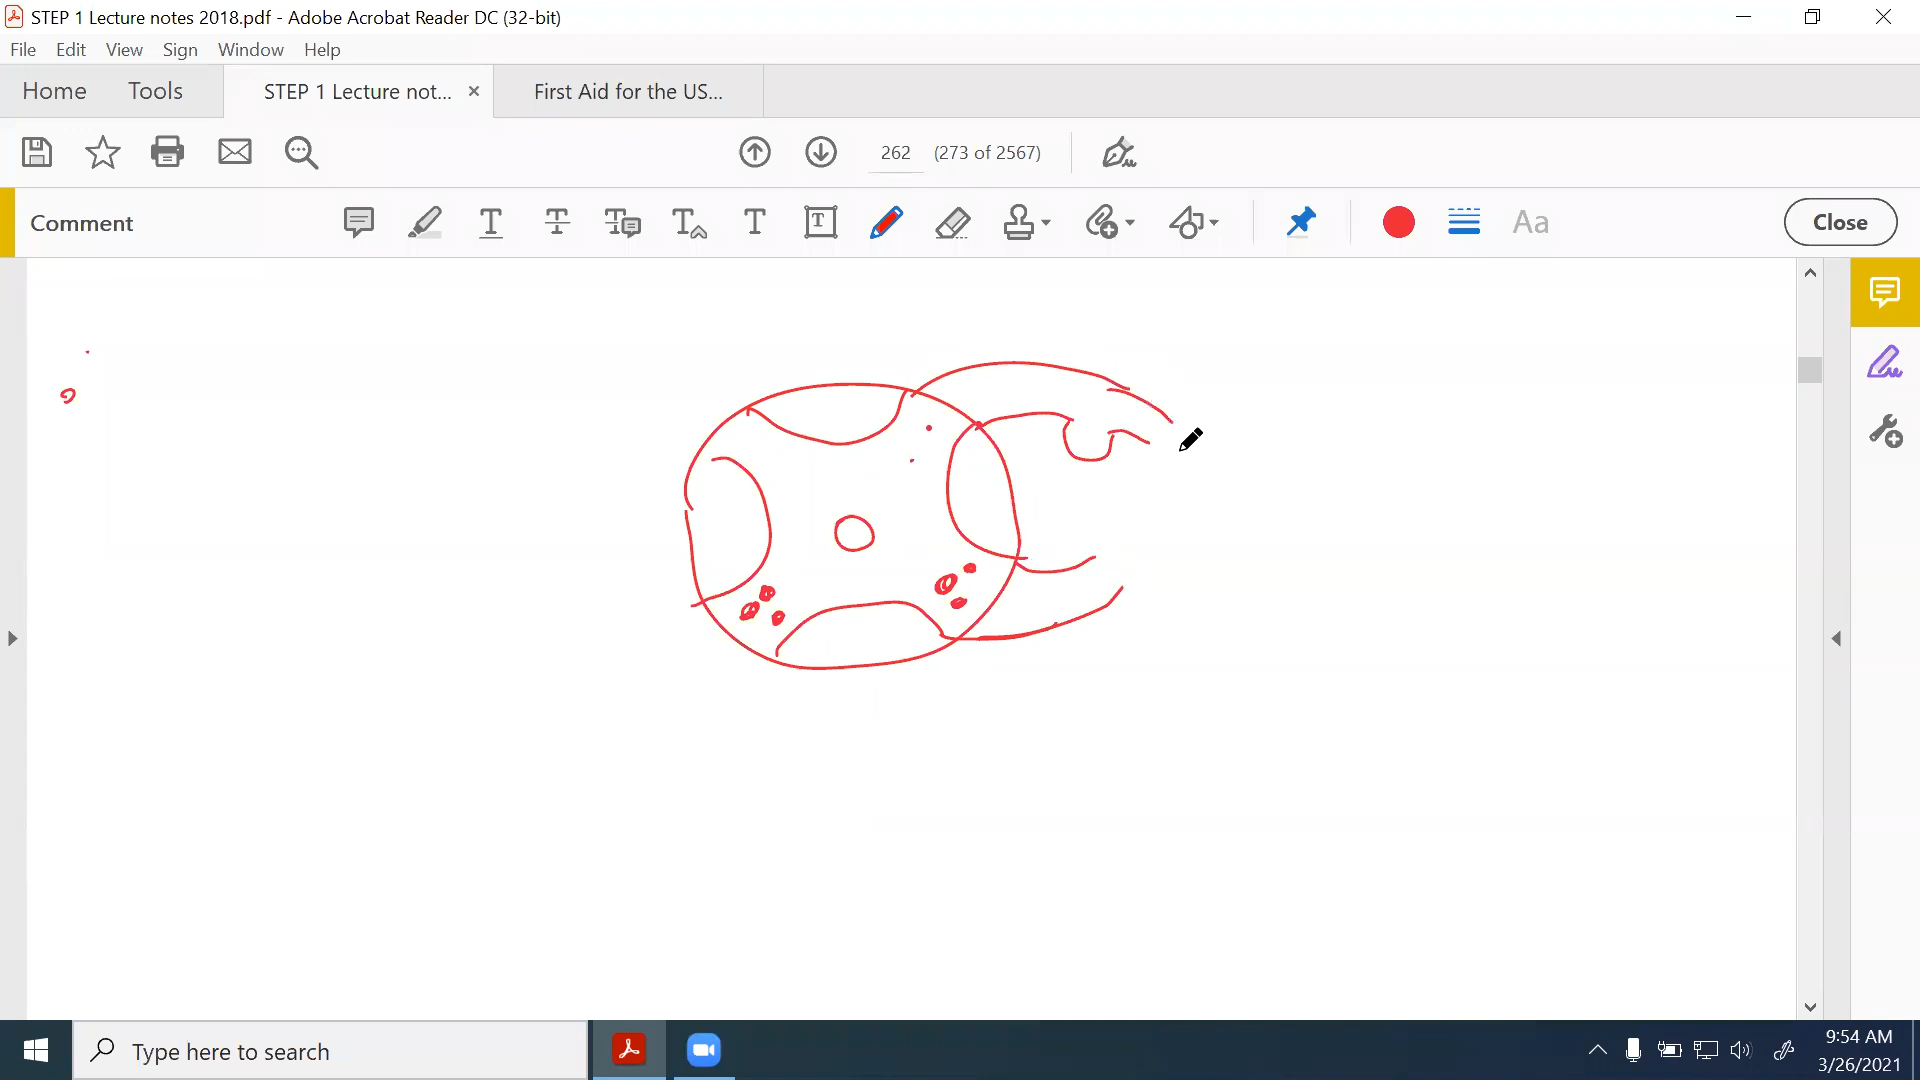 STEP 1 Lecture notes 2018.pdf - Adobe Acrobat Reader DC (32-bit)
File Edit View Sign Window Help
Home Tools STEP 1 Lecture not... × First Aid for the US...
262 (273 of 2567)
Comment T T T T T T Aa Close
Type here to search
9:54 AM
3/26/2021